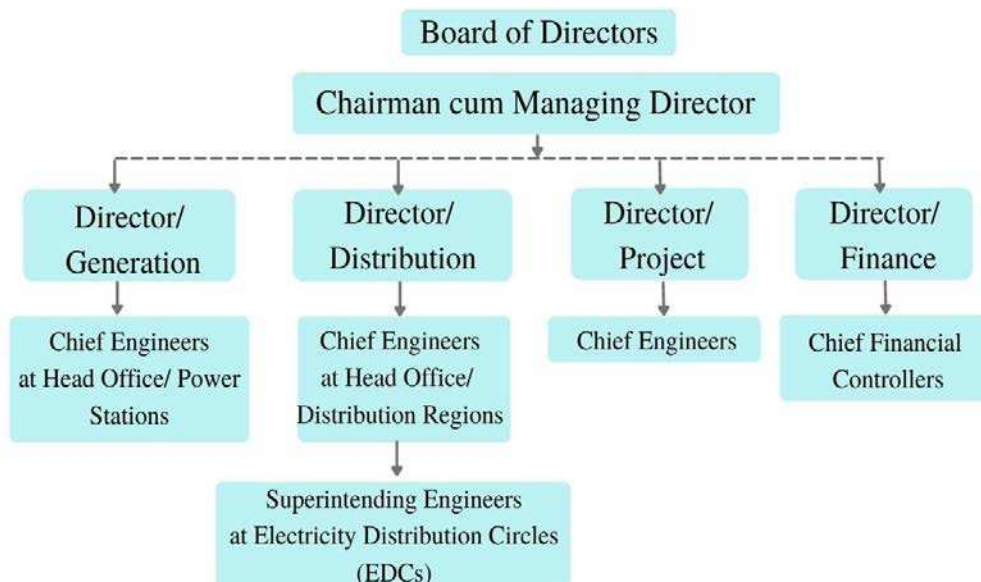 Board of Directors
Chairman cum Managing Director
Director/
Generation
Director/
Distribution
Director/
Project
Director/
Finance
Chief Engineers
at Head Office/ Power
Stations
Chief Engineers
at Head Office/
Distribution Regions
Chief Engineers
Chief Financial
Controllers
Superintending Engineers
at Electricity Distribution Circles
(EDCs)